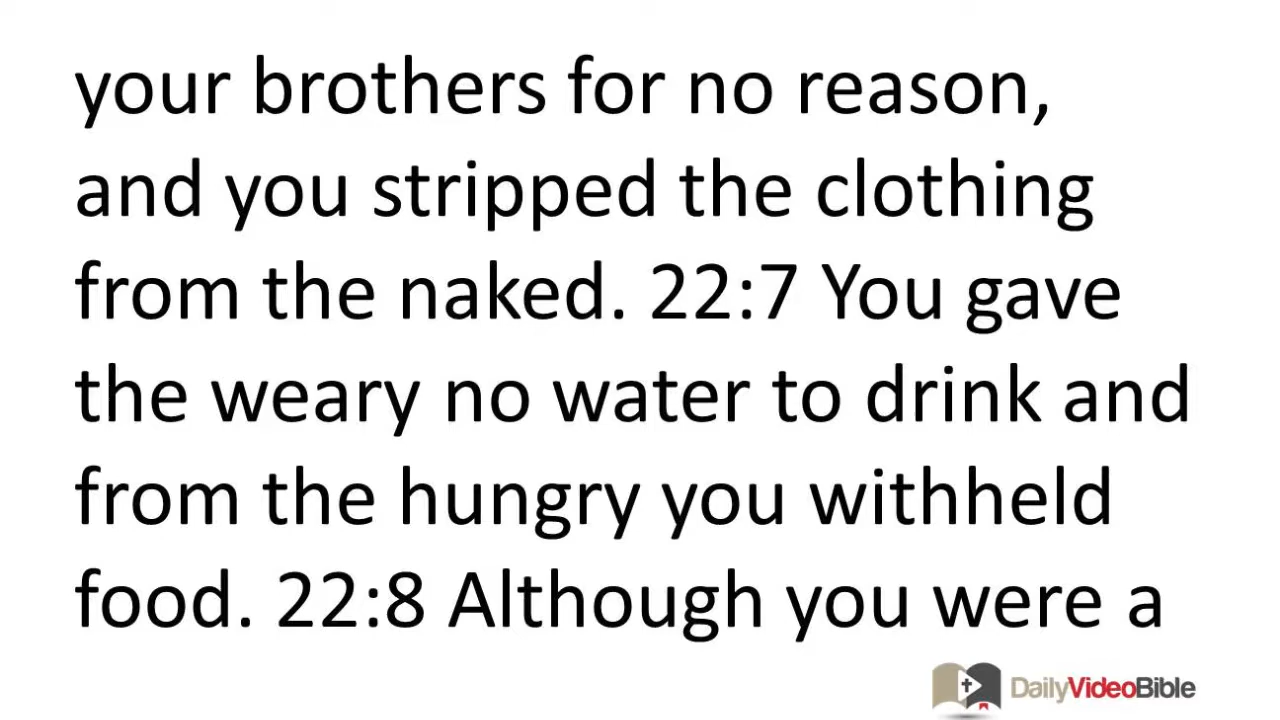 your brothers for no reason,
and you stripped the clothing
from the naked. 22:7 You gave
the weary no water to drink and
from the hungry you withheld
food. 22:8 Although you were a
DailyVideoBible